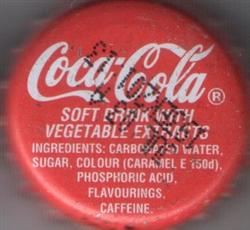 Coca-Cola®
SOFT DRINK WITH
VEGETABLE EXTRACTS
INGREDIENTS: CARBONATED WATER,
SUGAR, COLOUR (CARAMEL E 150d),
PHOSPHORIC ACID,
FLAVOURINGS,
CAFFEINE.